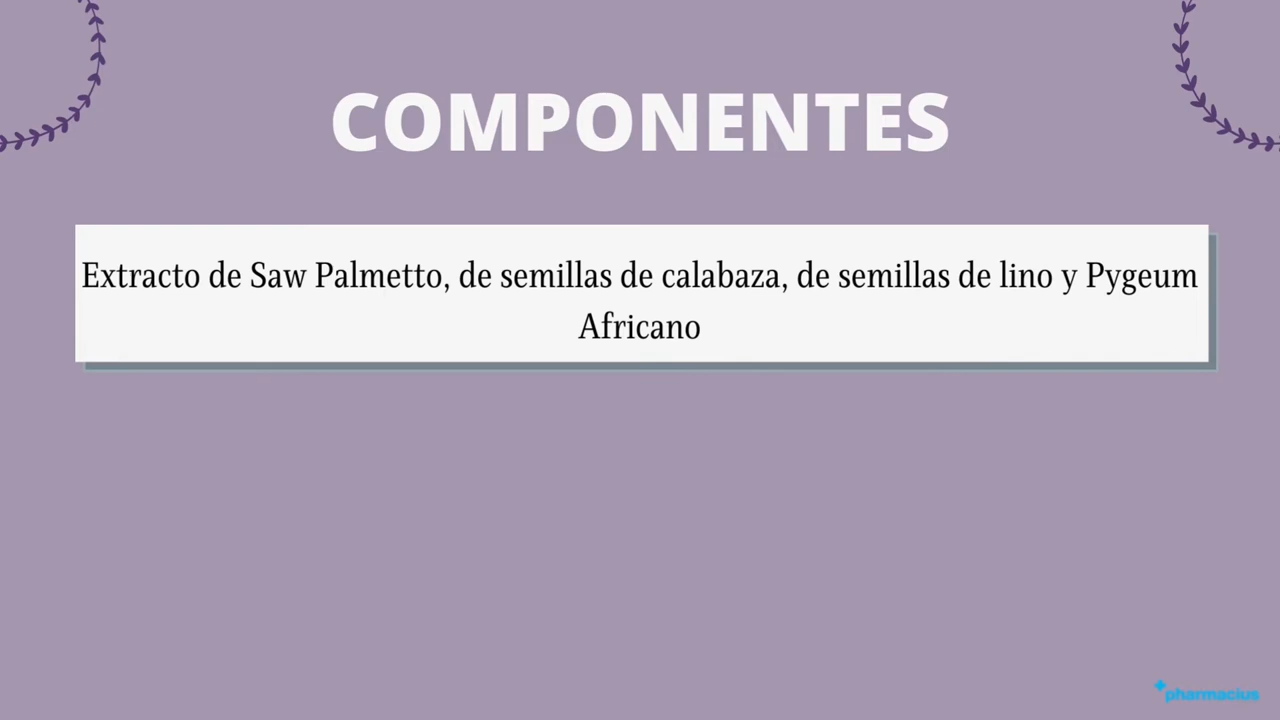 COMPONENTES
Extracto de Saw Palmetto, de semillas de calabaza, de semillas de lino y Pygeum
Africano
pharmacius